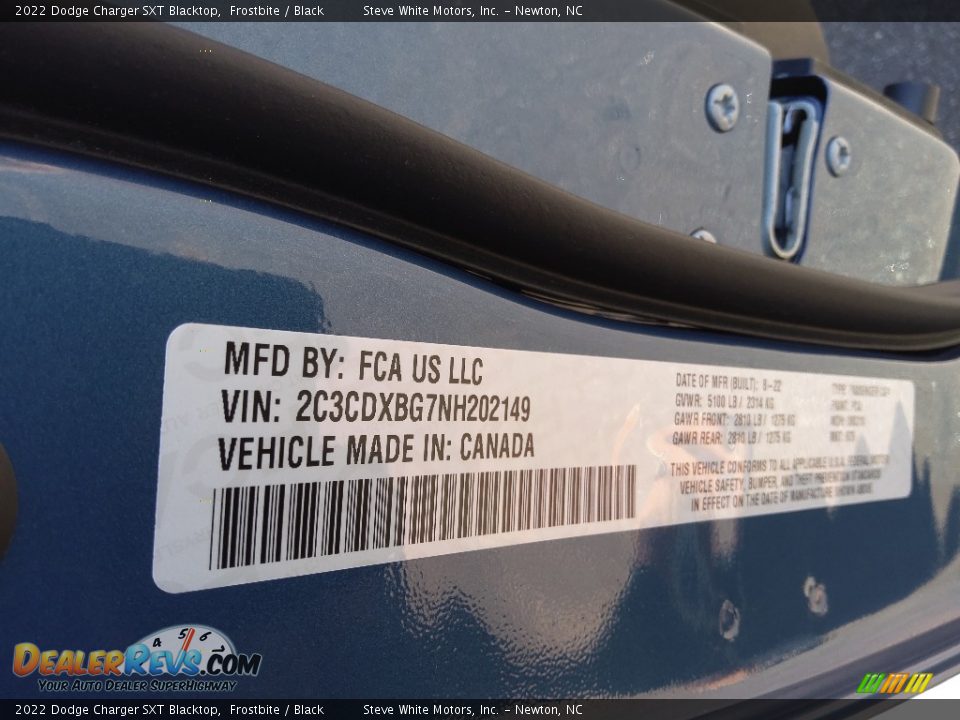 2022 Dodge Charger SXT Blacktop, Frostbite / Black Steve White Motors, Inc. - Newton, NC
MFD BY: FCA US LLC
VIN: 2C3CDXBG7NH202149
VEHICLE MADE IN: CANADA
DATE OF MFR (BUILT): 8-22
GVWR: 5100 LB / 2314 KG
GAWR FRONT: 2810 LB / 1275 KG
GAWR REAR: 2810 LB / 1275 KG
THIS VEHICLE CONFORMS TO ALL APPLICABLE U.S.A. FEDERAL MOTOR
VEHICLE SAFETY, BUMPER, AND THEFT PREVENTION STANDARDS
IN EFFECT ON THE DATE OF MANUFACTURE SHOWN ABOVE
4 5 6
DEALERREVS.COM
YOUR AUTO DEALER SUPERHIGHWAY
2022 Dodge Charger SXT Blacktop, Frostbite / Black Steve White Motors, Inc. - Newton, NC